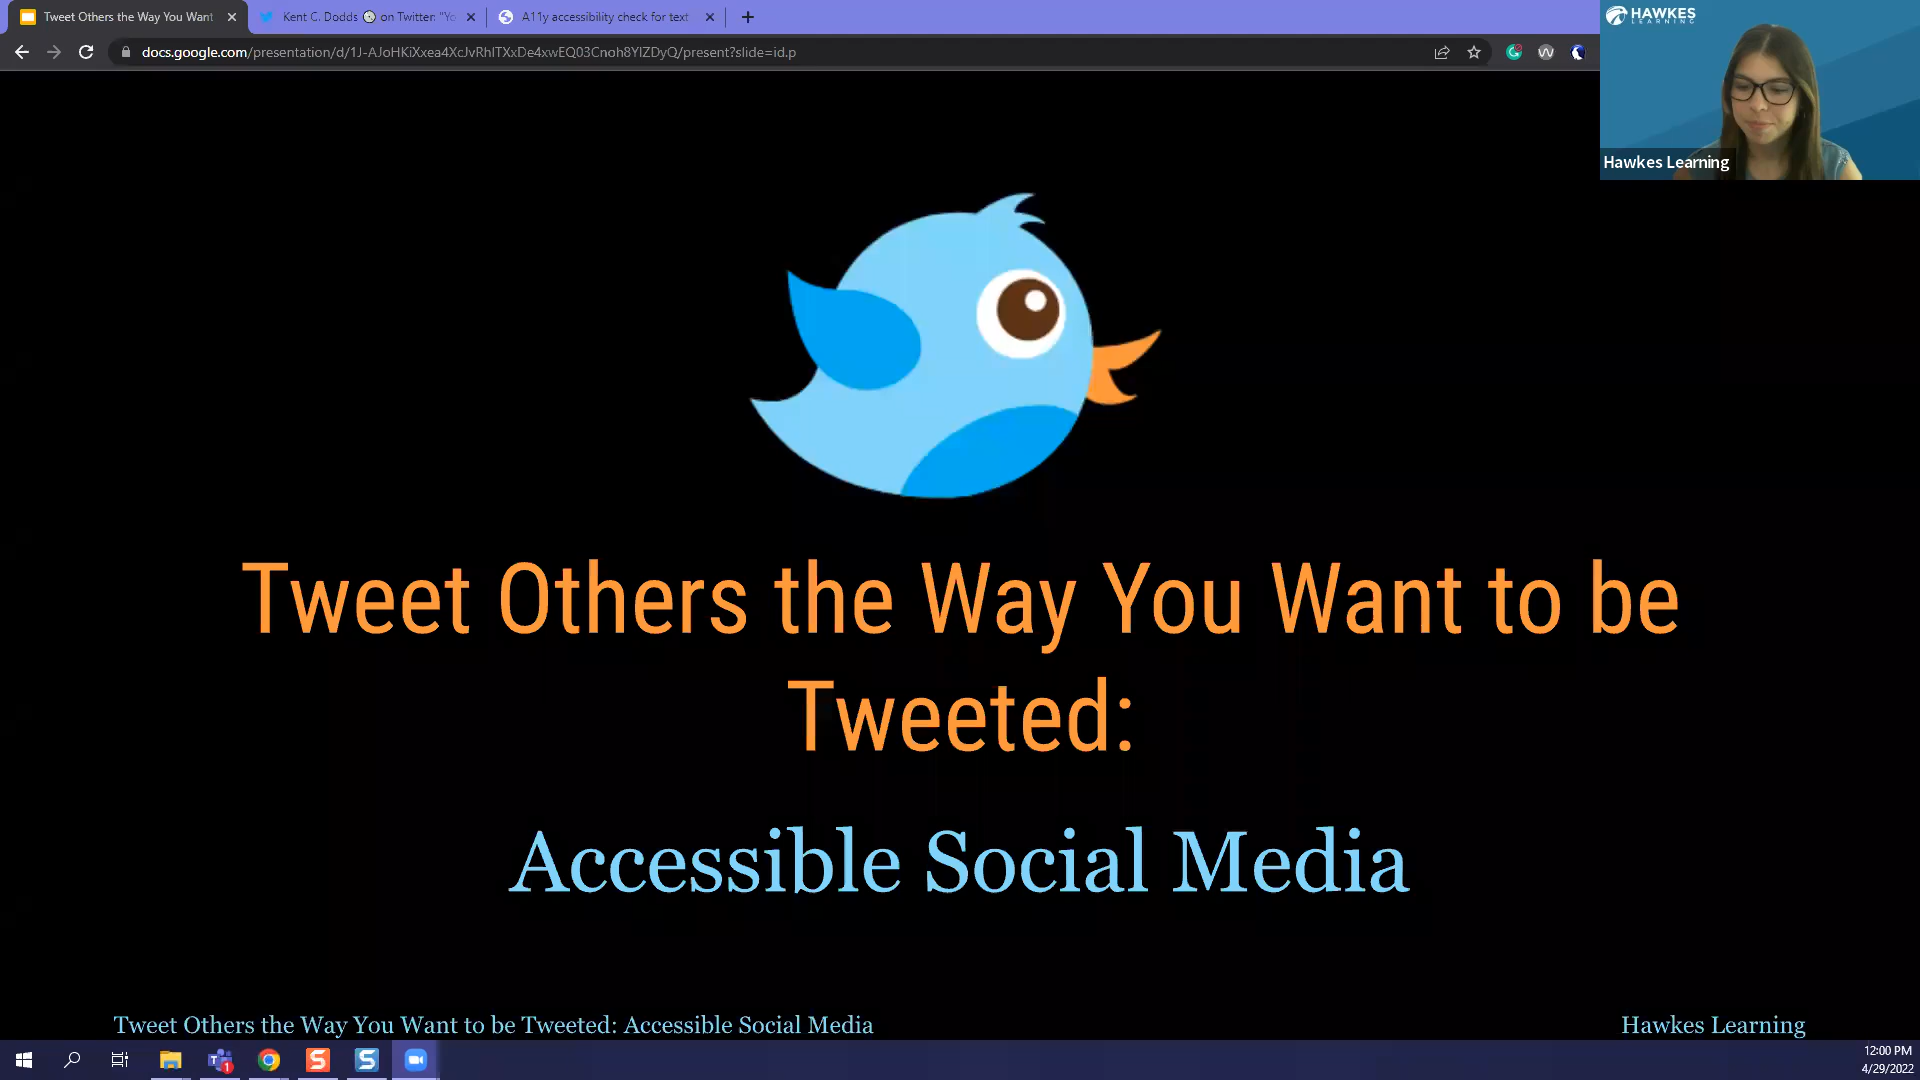 Tweet Others the Way You Want
Kent C. Dodds on Twitter: "Yo
A11y accessibility check for text
docs.google.com/presentation/d/1J-AJoHKiXxea4XcJvRhlTXxDe4xwEQ03Cnoh8YlZDyQ/present?slide=id.p
HAWKES
LEARNING
Hawkes Learning
Tweet Others the Way You Want to be
Tweeted:
Accessible Social Media
Tweet Others the Way You Want to be Tweeted: Accessible Social Media
Hawkes Learning
1
12:00 PM
4/29/2022